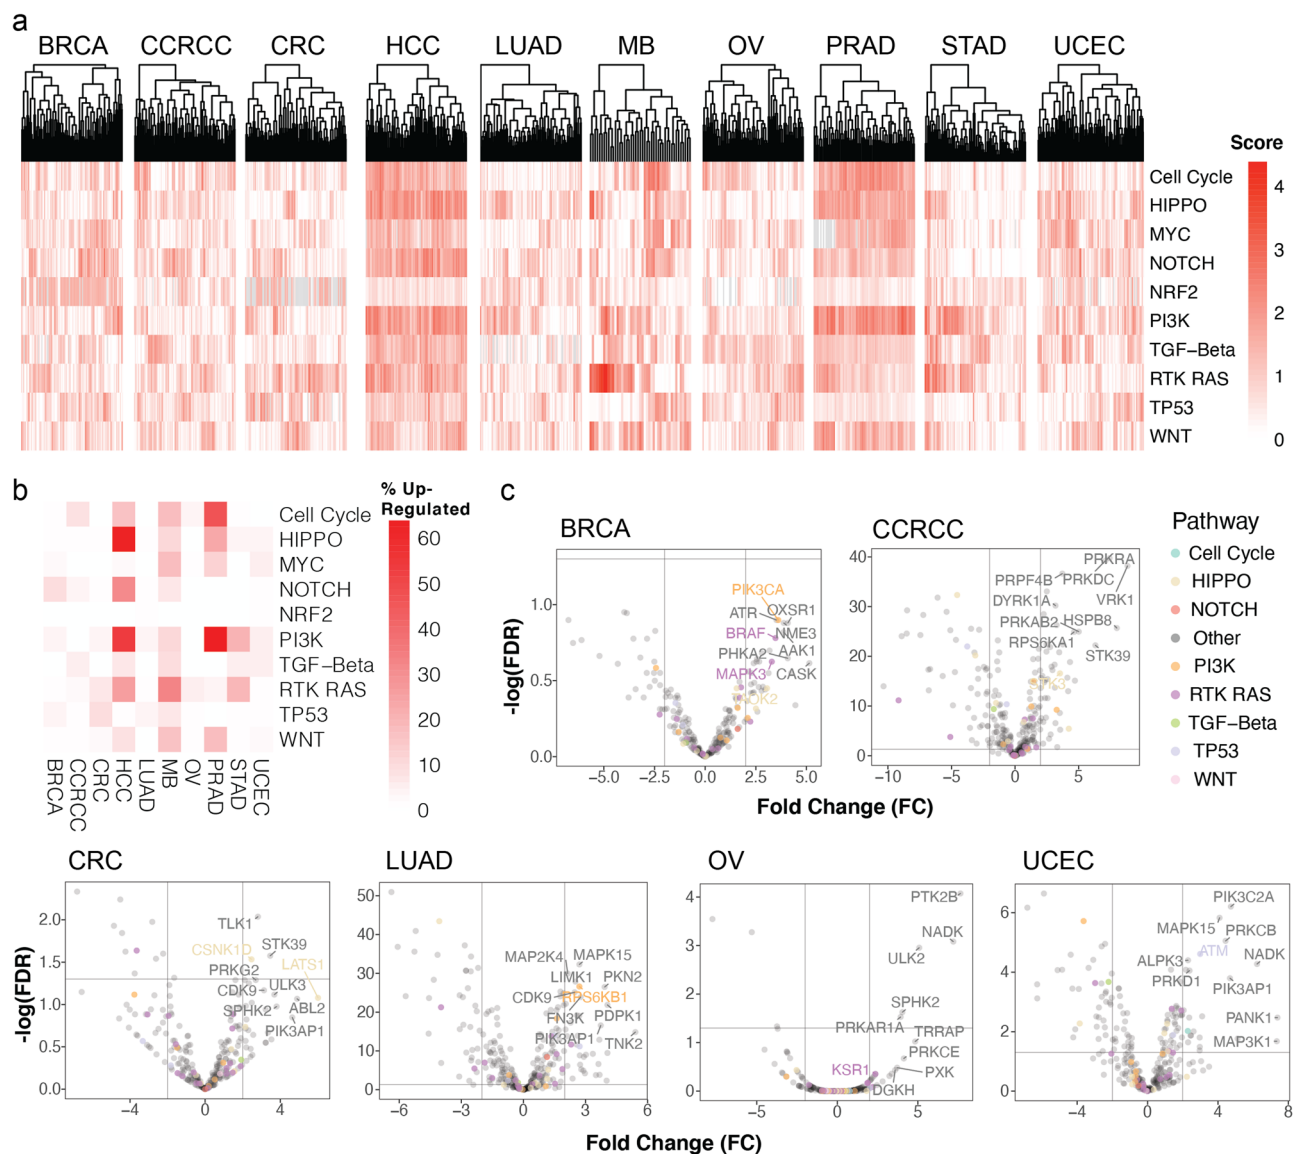 a
BRCA CCRCC CRC HCC LUAD MB OV PRAD STAD UCEC
Score
Cell Cycle
HIPPO
MYC
NOTCH
NRF2
PI3K
TGF−Beta
RTK RAS
TP53
WNT
4
3
2
1
0
b
% Up-
Regulated
Cell Cycle
HIPPO
MYC
NOTCH
NRF2
PI3K
TGF−Beta
RTK RAS
TP53
WNT
60
50
40
30
20
10
0
BRCA
CCRCC
CRC
HCC
LUAD
MB
OV
PRAD
STAD
UCEC
c
BRCA
-log(FDR)
1.0
0.5
0.0
PIK3CA
ATR
OXSR1
BRAF
NME3
PHKA2
AAK1
MAPK3
CASK
−5.0 −2.5 0.0 2.5 5.0
CCRCC
40
30
20
10
0
PRKRA
PRPF4B
PRKDC
DYRK1A
VRK1
PRKAB2
HSPB8
RPS6KA1
STK39
STK3
−10 −5 0 5
Fold Change (FC)
Pathway
Cell Cycle
HIPPO
NOTCH
Other
PI3K
RTK RAS
TGF−Beta
TP53
WNT
CRC
-log(FDR)
2.0
1.5
1.0
0.5
0.0
TLK1
CSNK1D
STK39
PRKG2
LATS1
CDK9
ULK3
SPHK2
ABL2
PIK3AP1
−4 0 4
LUAD
50
40
30
20
10
0
MAP2K4
MAPK15
LIMK1
PKN2
CDK9
RPS6KB1
FN3K
PDPK1
PIK3AP1
TNK2
−6 −3 0 3 6
OV
4
3
2
1
0
PTK2B
NADK
ULK2
SPHK2
PRKAR1A
TRRAP
PRKCE
KSR1
PXK
DGKH
−5 0 5
UCEC
6
4
2
0
PIK3C2A
MAPK15
PRKCB
ATM
NADK
ALPK3
PRKD1
PIK3AP1
PANK1
MAP3K1
−4 0 4 8
Fold Change (FC)